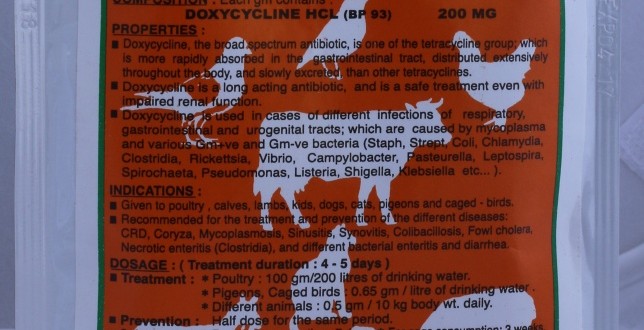 COMPOSITION : Each gm contains :
DOXYCYCLINE HCL (BP 93) 200 MG
PROPERTIES :
■ Doxycycline, the broad spectrum antibiotic, is one of the tetracycline group; which
is more rapidly absorbed in the gastrointestinal tract, distributed extensively
throughout the body, and slowly excreted, than other tetracyclines.
■ Doxycycline is a long acting antibiotic, and is a safe treatment even with
impaired renal function.
■ Doxycycline is used in cases of different infections of respiratory,
gastrointestinal and urogenital tracts; which are caused by mycoplasma
and various Gm+ve and Gm-ve bacteria (Staph, Strept, Coli, Chlamydia,
Clostridia, Rickettsia, Vibrio, Campylobacter, Pasteurella, Leptospira,
Spirochaeta, Pseudomonas, Listeria, Shigella, Klebsiella etc... ).
INDICATIONS :
■ Given to poultry , calves, lambs, kids, dogs, cats, pigeons and caged - birds.
■ Recommended for the treatment and prevention of the different diseases:
CRD, Coryza, Mycoplasmosis, Sinusitis, Synovitis, Colibacillosis, Fowl cholera,
Necrotic enteritis (Clostridia), and different bacterial enteritis and diarrhea.
DOSAGE : ( Treatment duration : 4 - 5 days )
■ Treatment : * Poultry : 100 gm/200 litres of drinking water.
* Pigeons, Caged birds : 0.65 gm / litre of drinking water .
* Different animals : 0.5 gm / 10 kg body wt. daily.
■ Prevention : Half dose for the same period.
consumption: 3 weeks